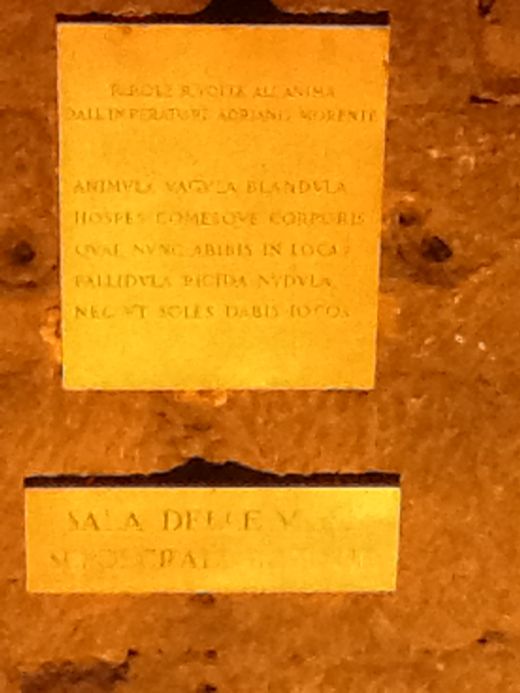 PAROLE RIVOLTE ALL'ANIMA
DALL'IMPERATORE ADRIANO MORENTE
ANIMVLA VAGVLA BLANDVLA
HOSPES COMESQVE CORPORIS
QVAE NVNC ABIBIS IN LOCA
PALLIDVLA RIGIDA NVDVLA
NEC VT SOLES DABIS IOCOS
SALA DELLE